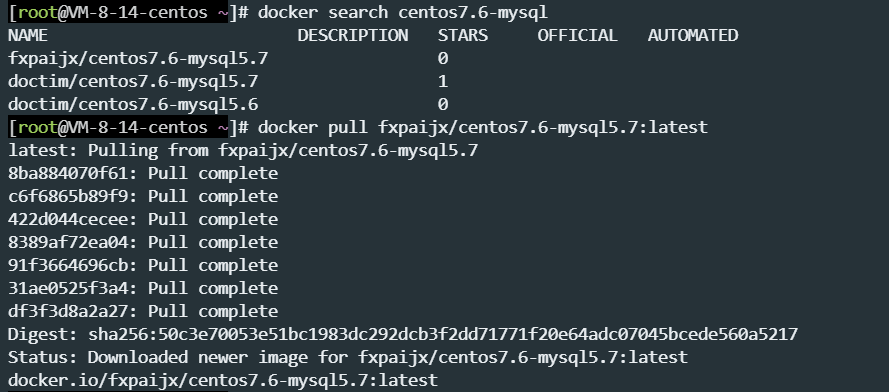 [root@VM-8-14-centos ~]# docker search centos7.6-mysql
NAME DESCRIPTION STARS OFFICIAL AUTOMATED
fxpaijx/centos7.6-mysql5.7 0
doctim/centos7.6-mysql5.7 1
doctim/centos7.6-mysql5.6 0
[root@VM-8-14-centos ~]# docker pull fxpaijx/centos7.6-mysql5.7:latest
latest: Pulling from fxpaijx/centos7.6-mysql5.7
8ba884070f61: Pull complete
c6f6865b89f9: Pull complete
422d044cecee: Pull complete
8389af72ea04: Pull complete
91f3664696cb: Pull complete
31ae0525f3a4: Pull complete
df3f3d8a2a27: Pull complete
Digest: sha256:50c3e70053e51bc1983dc292dcb3f2dd71771f20e64adc07045bcede560a5217
Status: Downloaded newer image for fxpaijx/centos7.6-mysql5.7:latest
docker.io/fxpaijx/centos7.6-mysql5.7:latest